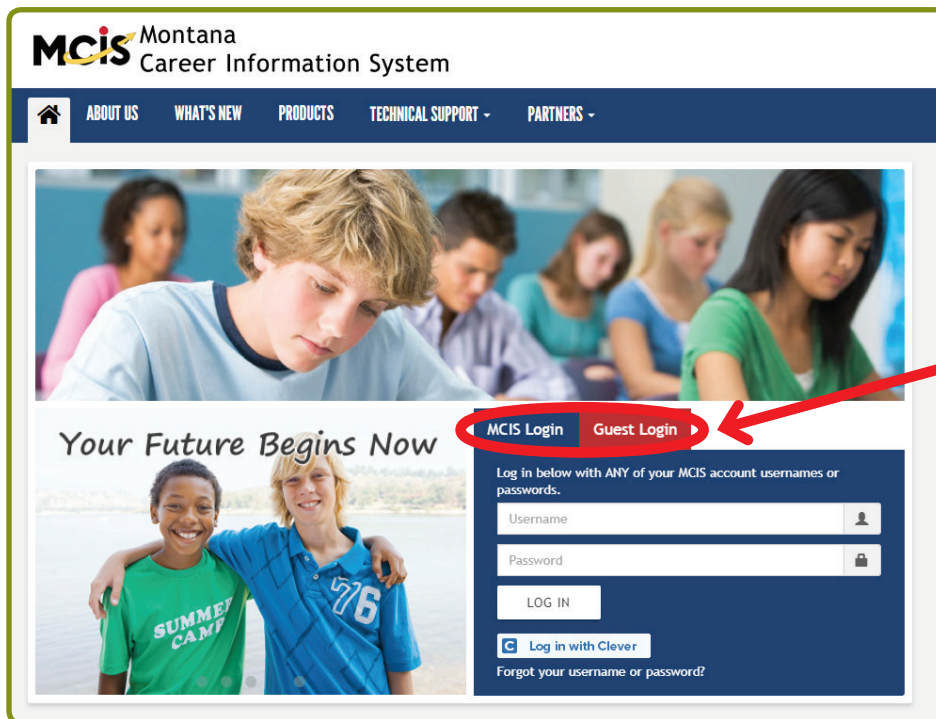 MCIS Montana
Career Information System
ABOUT US WHAT'S NEW PRODUCTS TECHNICAL SUPPORT PARTNERS
Your Future Begins Now
SUMMER
CAMP
76
MCIS Login Guest Login
Log in below with ANY of your MCIS account usernames or
passwords.
Username
Password
LOG IN
C Log in with Clever
Forgot your username or password?